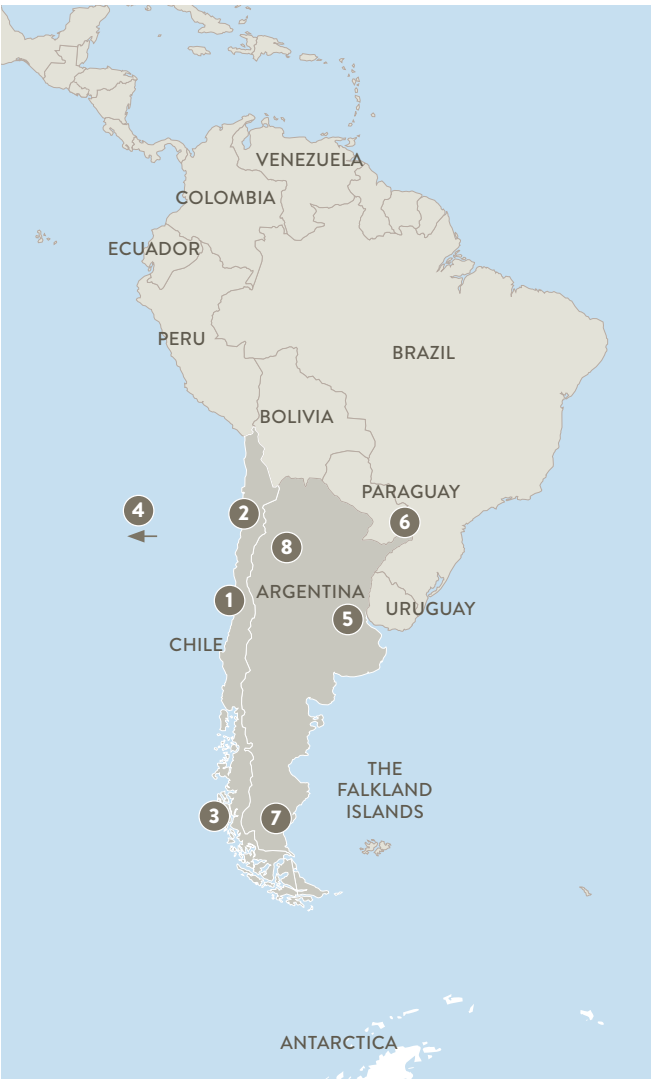 VENEZUELA
COLOMBIA
ECUADOR
PERU
BRAZIL
BOLIVIA
PARAGUAY
4
2
6
8
ARGENTINA
1
URUGUAY
5
CHILE
THE
FALKLAND
ISLANDS
3
7
ANTARCTICA